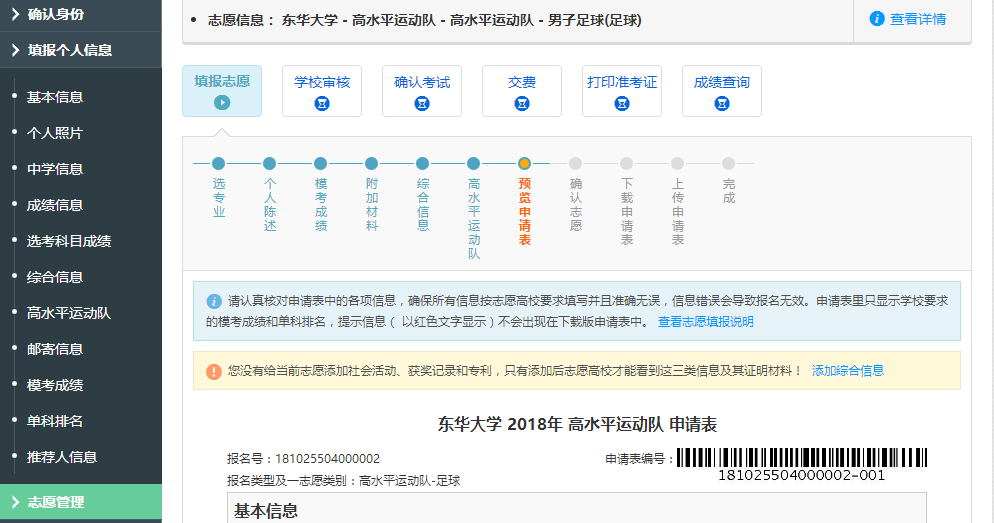 确认身份
填报个人信息
基本信息
个人照片
中学信息
成绩信息
选考科目成绩
综合信息
高水平运动队
邮寄信息
模考成绩
单科排名
推荐人信息
志愿管理
志愿信息： 东华大学 - 高水平运动队 - 高水平运动队 - 男子足球(足球)
查看详情
填报志愿
学校审核
确认考试
交费
打印准考证
成绩查询
选专业
个人陈述
模考成绩
附加材料
综合信息
高水平运动队
预览申请表
确认志愿
下载申请表
上传申请表
完成
请认真核对申请表中的各项信息，确保所有信息按志愿高校要求填写并且准确无误，信息错误会导致报名无效。申请表里只显示学校要求
的模考成绩和单科排名，提示信息（ 以红色文字显示）不会出现在下载版申请表中。 查看志愿填报说明
您没有给当前志愿添加社会活动、获奖记录和专利，只有添加后志愿高校才能看到这三类信息及其证明材料！ 添加综合信息
东华大学 2018年 高水平运动队 申请表
报名号：181025504000002
申请表编号：
181025504000002-001
报名类型及一志愿类别：高水平运动队-足球
基本信息